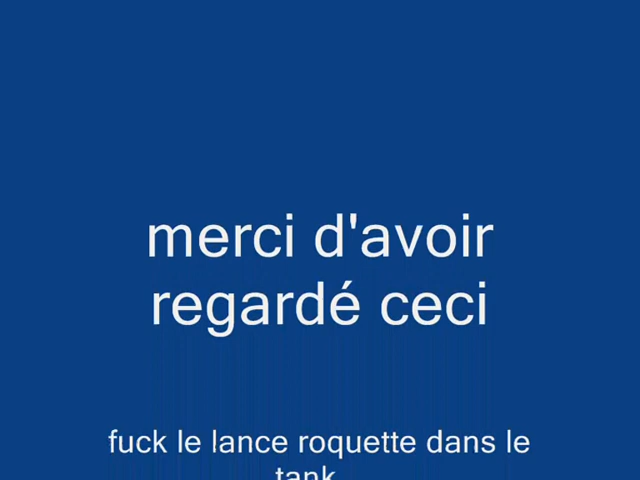 merci d'avoir
regardé ceci
fuck le lance roquette dans le
tank